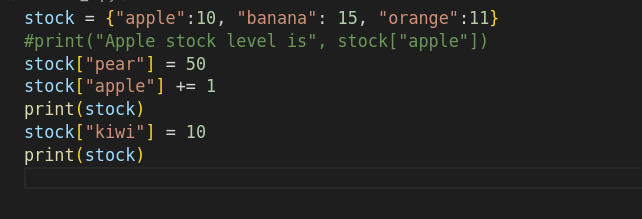 stock = {"apple":10, "banana": 15, "orange":11}
#print("Apple stock level is", stock["apple"])
stock["pear"] = 50
stock["apple"] += 1
print(stock)
stock["kiwi"] = 10
print(stock)